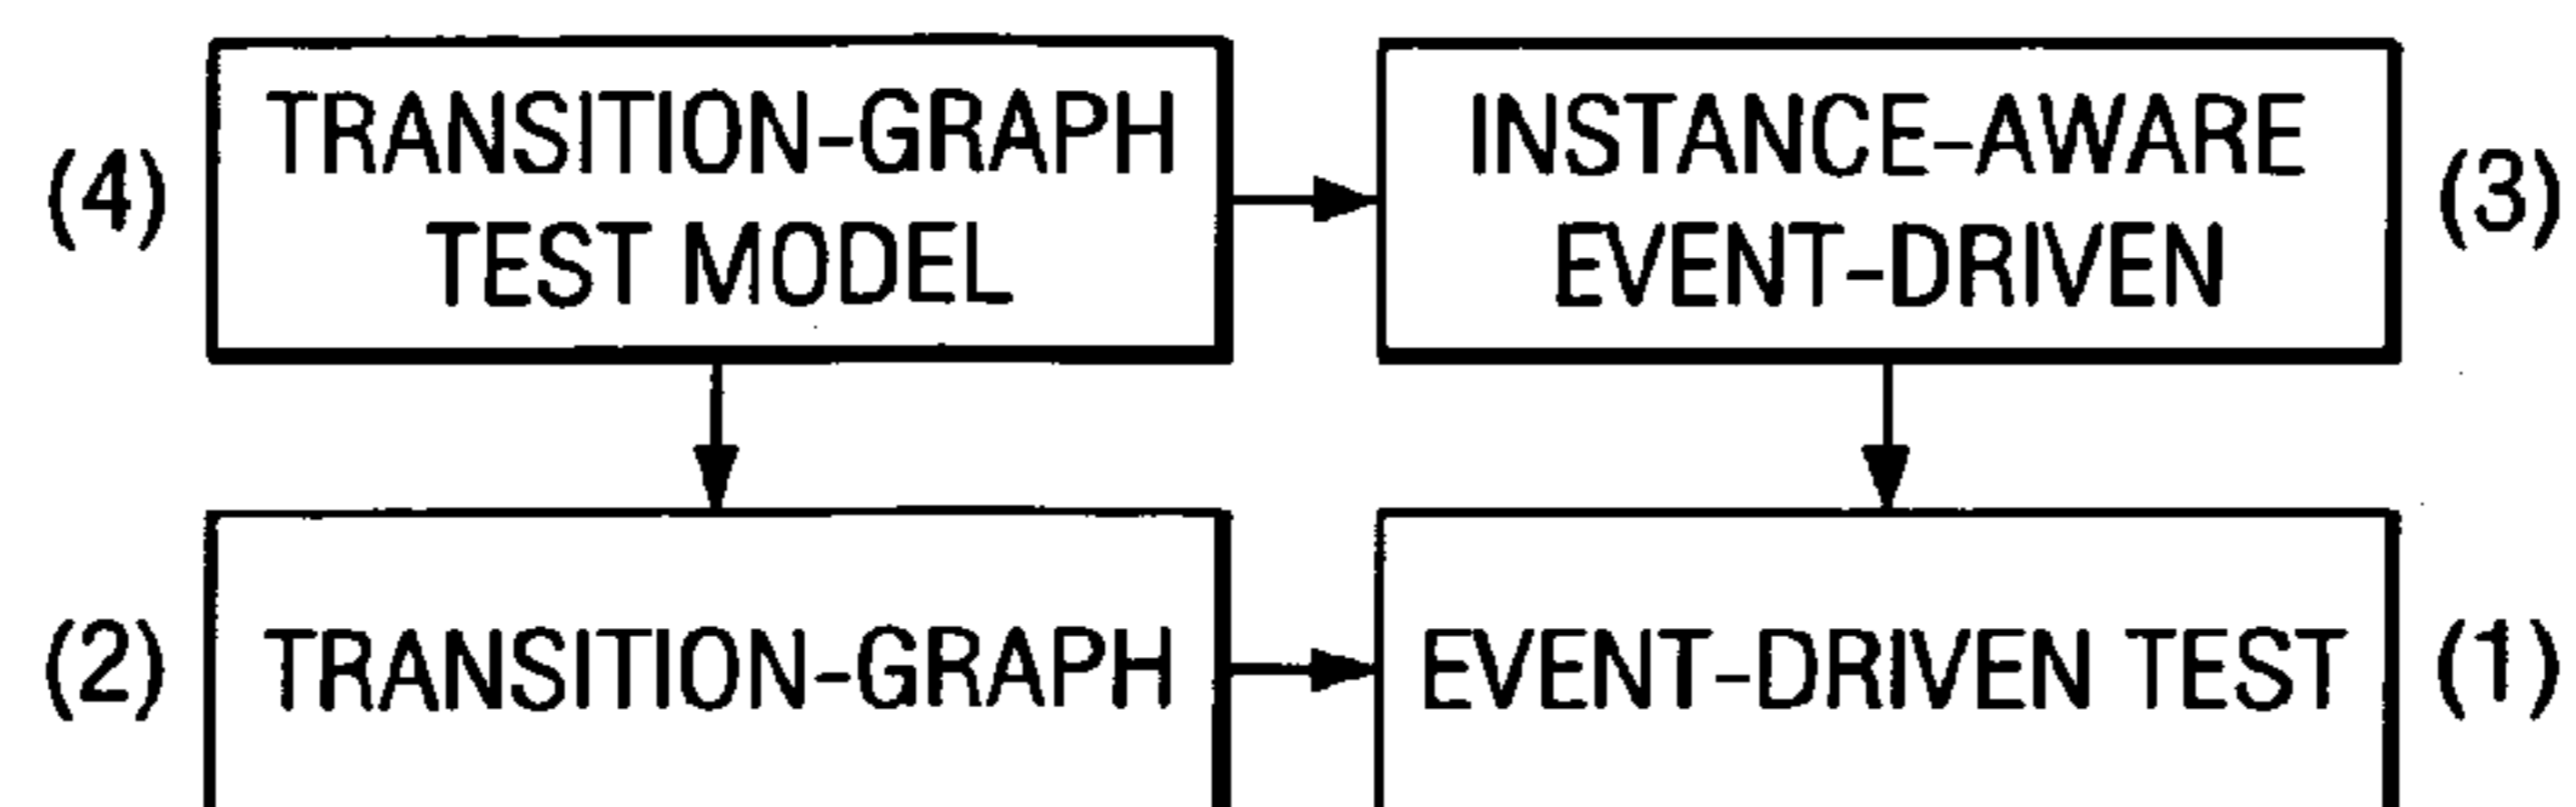 (4) TRANSITION-GRAPH TEST MODEL
INSTANCE-AWARE EVENT-DRIVEN (3)
(2) TRANSITION-GRAPH
EVENT-DRIVEN TEST (1)